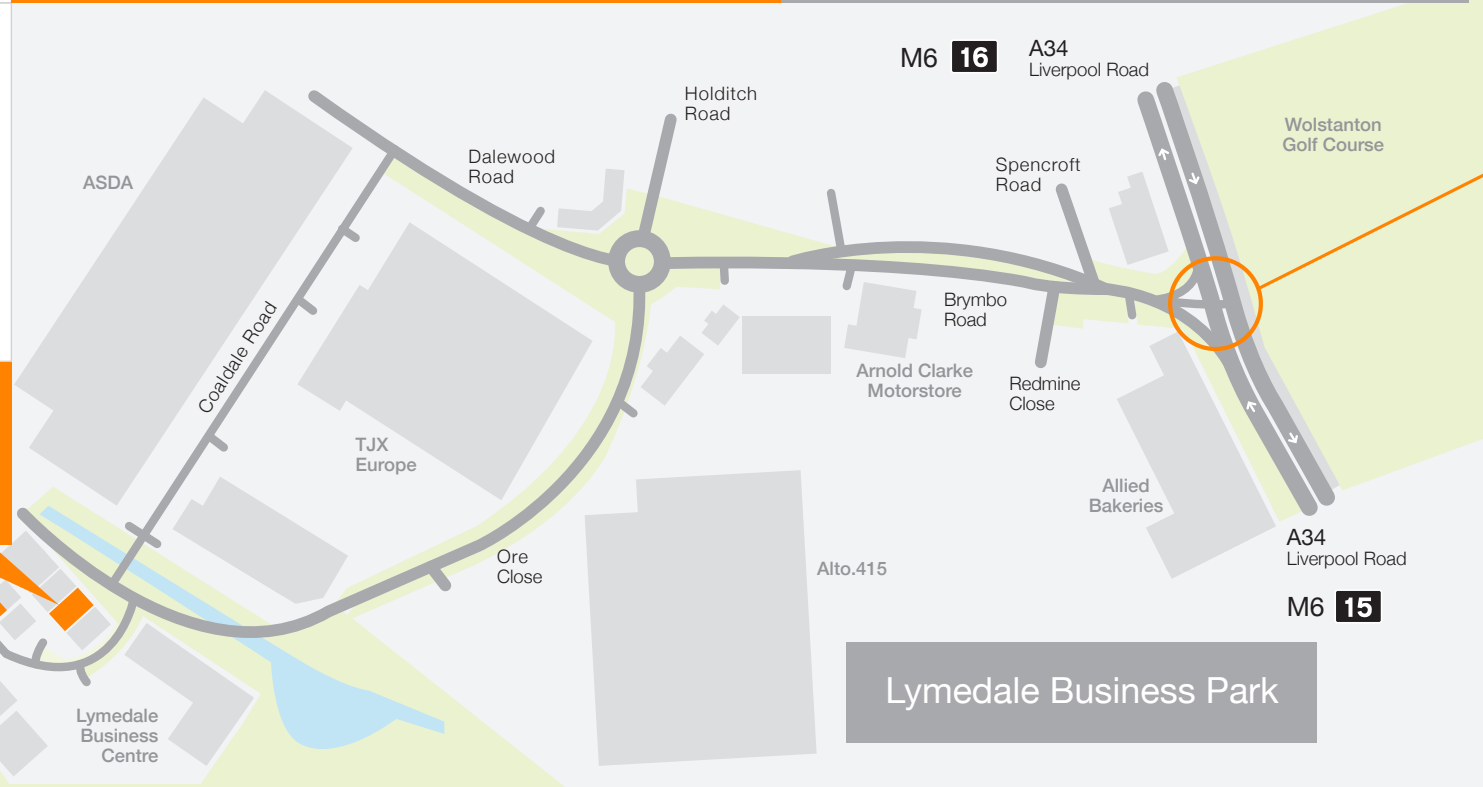 M6 16
A34
Liverpool Road
Holditch
Road
Wolstanton
Golf Course
Dalewood
Road
Spencroft
Road
ASDA
Brymbo
Road
Coaldale Road
Arnold Clarke
Motorstore
Redmine
Close
TJX
Europe
Allied
Bakeries
A34
Liverpool Road
Ore
Close
Alto.415
M6 15
Lymedale Business Park
Lymedale
Business
Centre